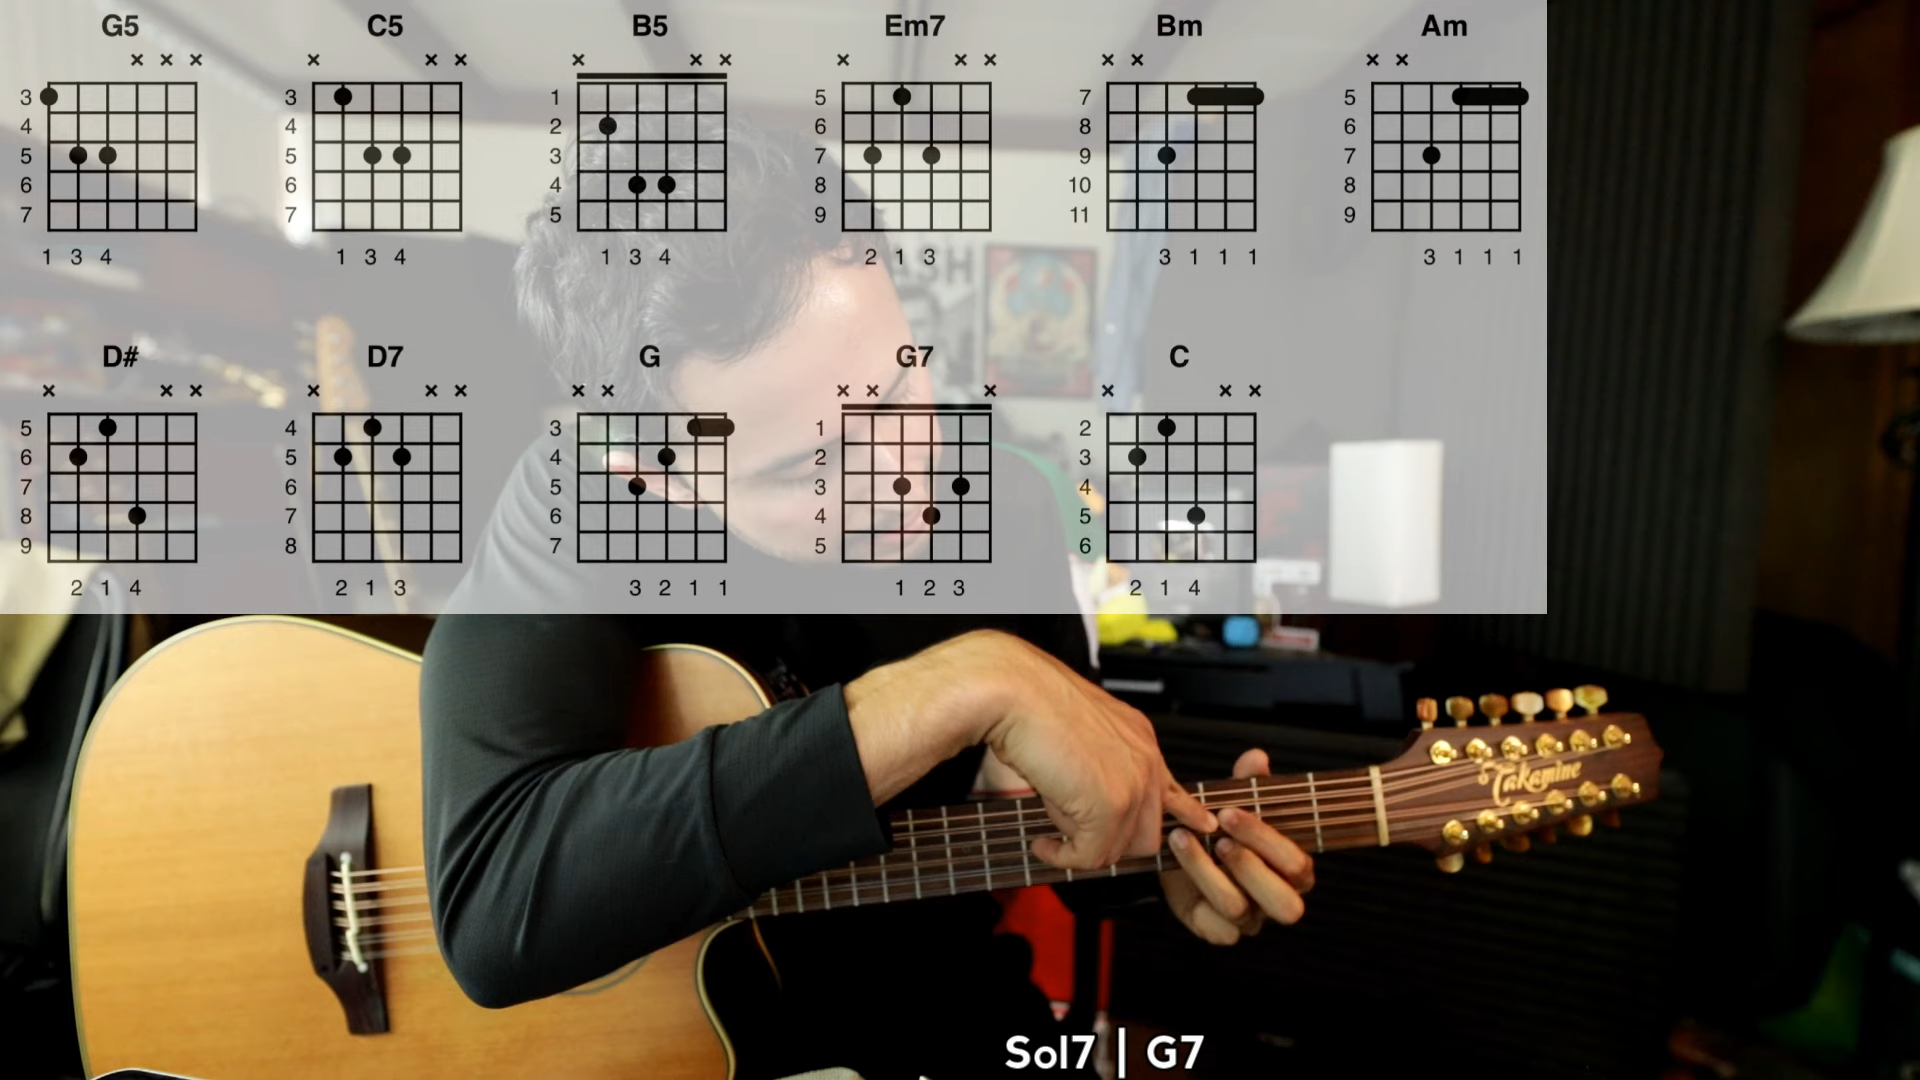 G5 C5 B5 Em7 Bm Am
× × × × × × × × × × × × × × × ×
3 3 1 5 7 5
4 4 2 6 8 6
5 5 3 7 9 7
6 6 4 8 10 8
7 7 5 9 11 9
1 3 4 1 3 4 1 3 4 2 1 3 3 1 1 1 3 1 1 1
D# D7 G G7 C
× × × × × × × × × × × × × ×
5 4 3 1 2
6 5 4 2 3
7 6 5 3 4
8 7 6 4 5
9 8 7 5 6
2 1 4 2 1 3 3 2 1 1 1 2 3 2 1 4
SH
Takamine
Sol7 | G7